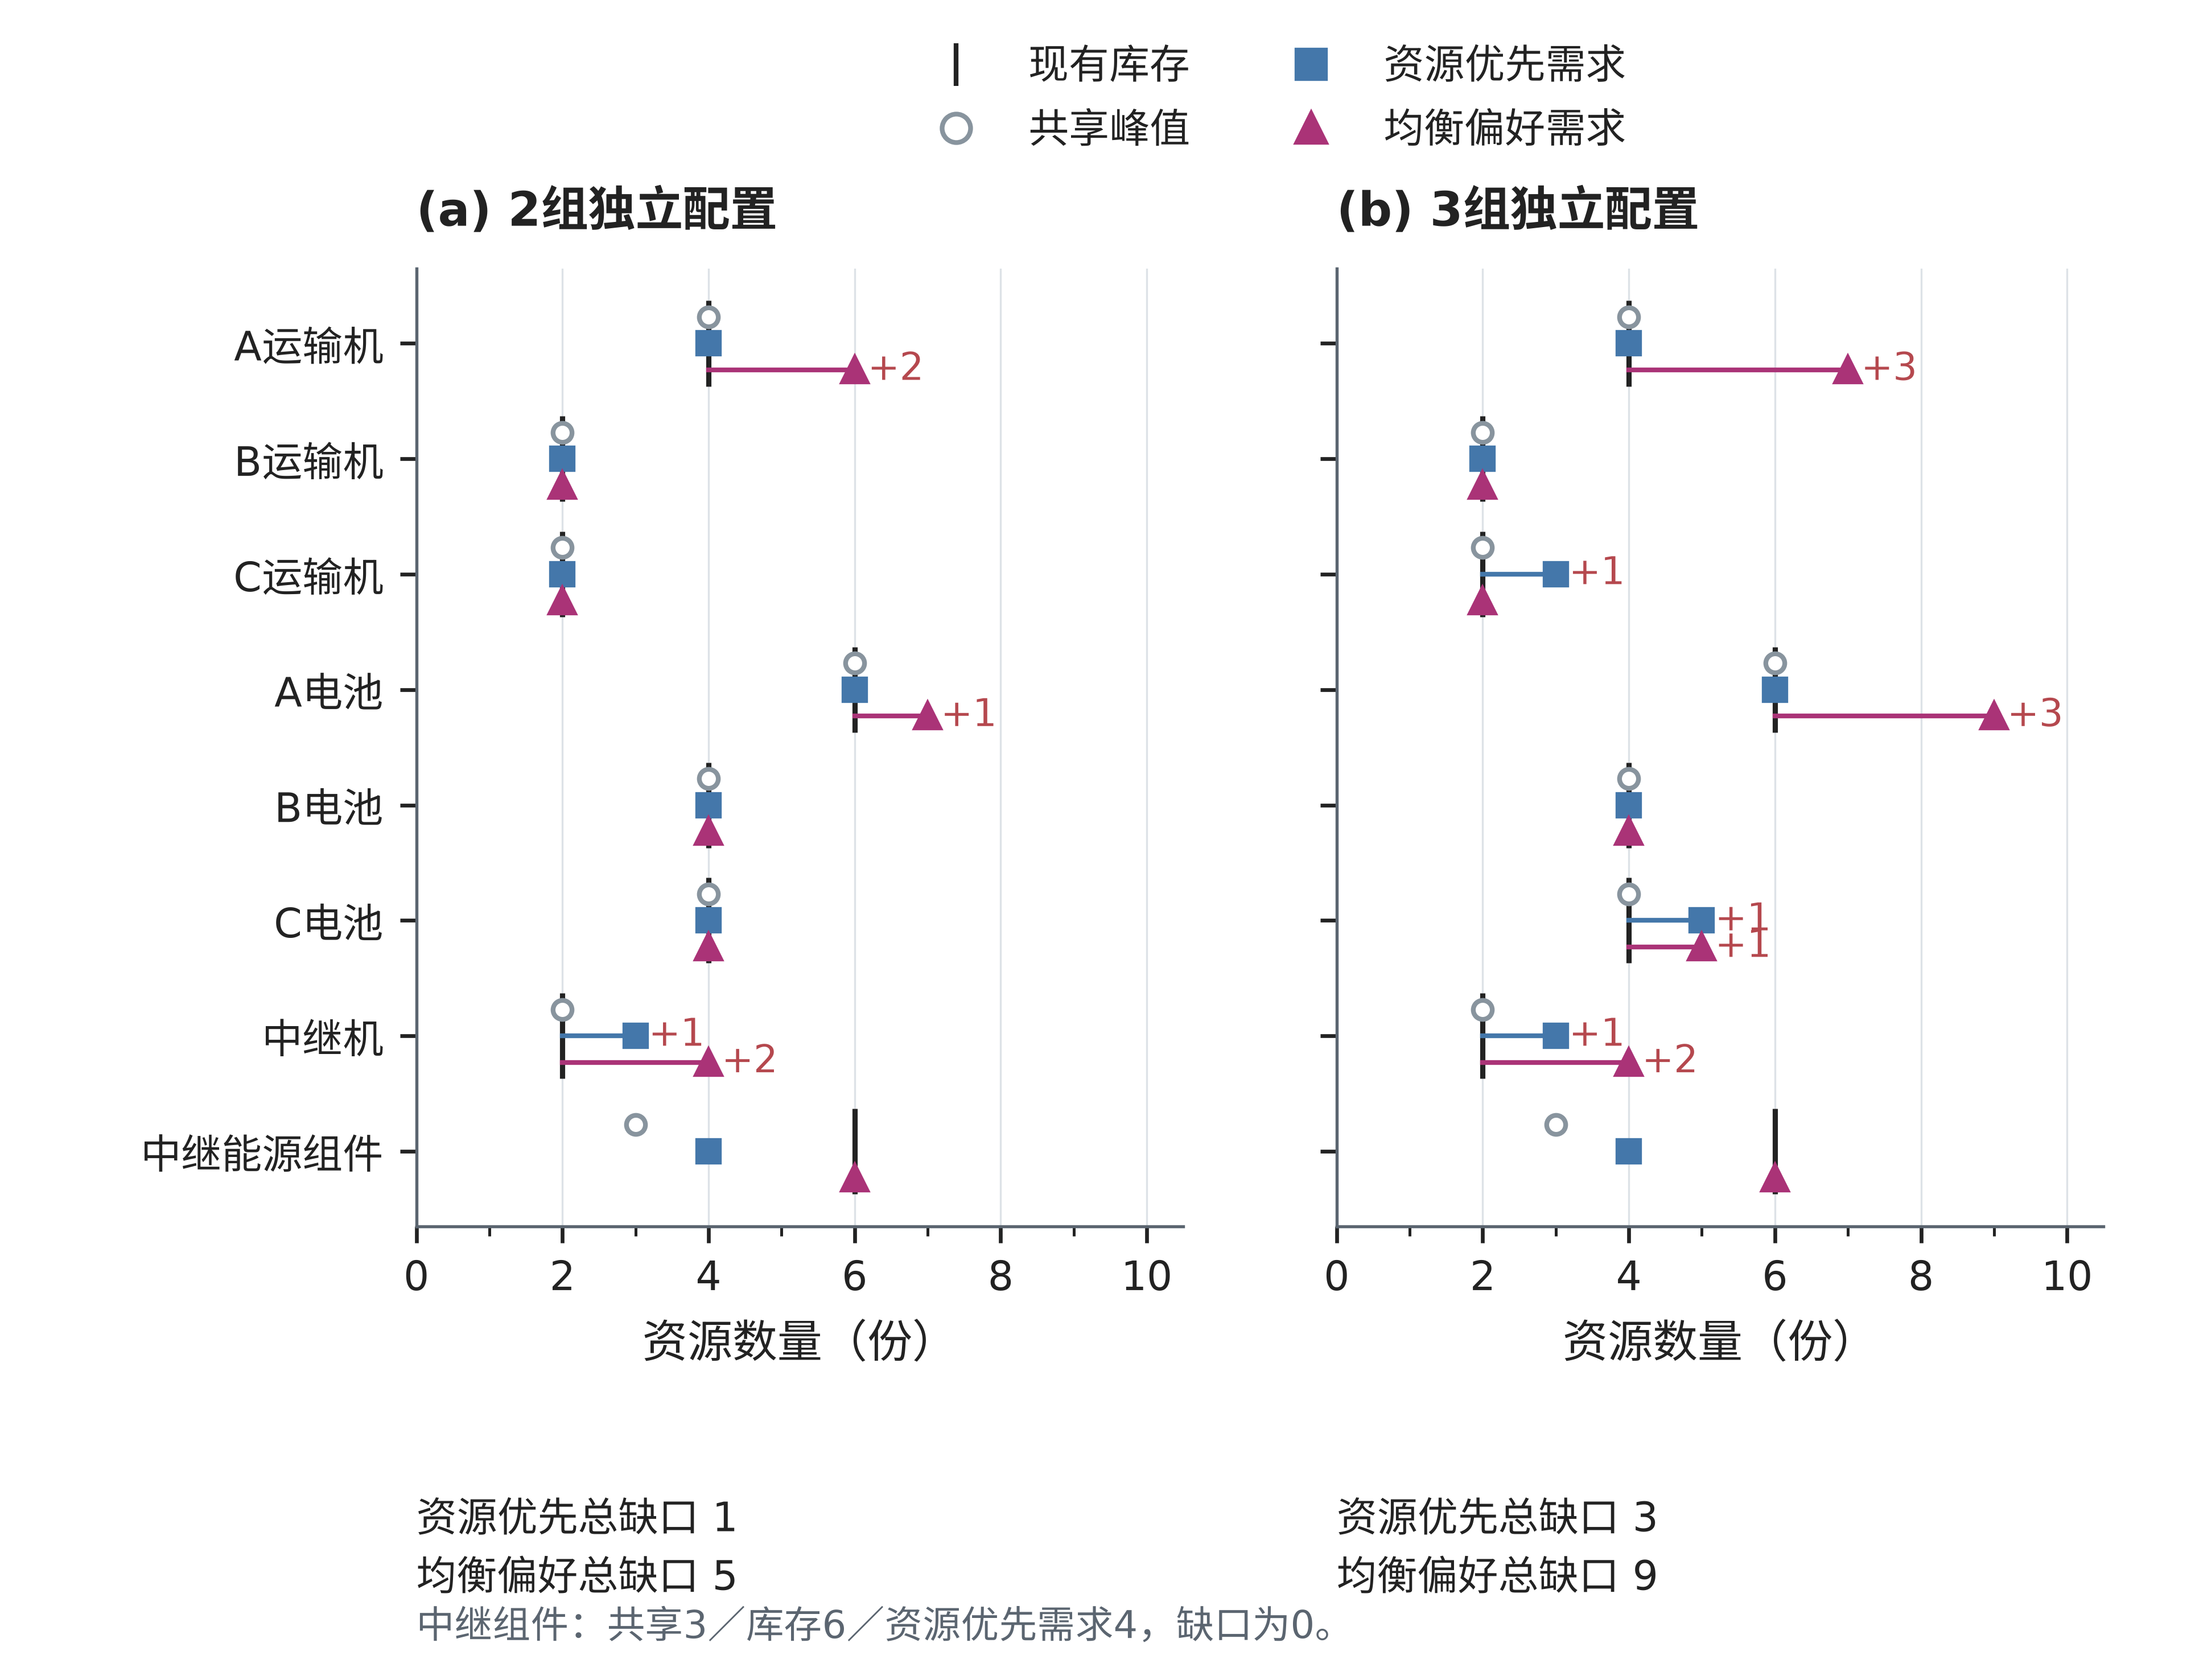 现有库存
资源优先需求
共享峰值
均衡偏好需求
(a) 2组独立配置
(b) 3组独立配置
A运输机
+2
+3
B运输机
C运输机
+1
A电池
+1
+3
B电池
C电池
+1
+1
中继机
+1
+2
+1
+2
中继能源组件
0 2 4 6 8 10
0 2 4 6 8 10
资源数量（份）
资源数量（份）
资源优先总缺口 1
均衡偏好总缺口 5
资源优先总缺口 3
均衡偏好总缺口 9
中继组件：共享3／库存6／资源优先需求4，缺口为0。